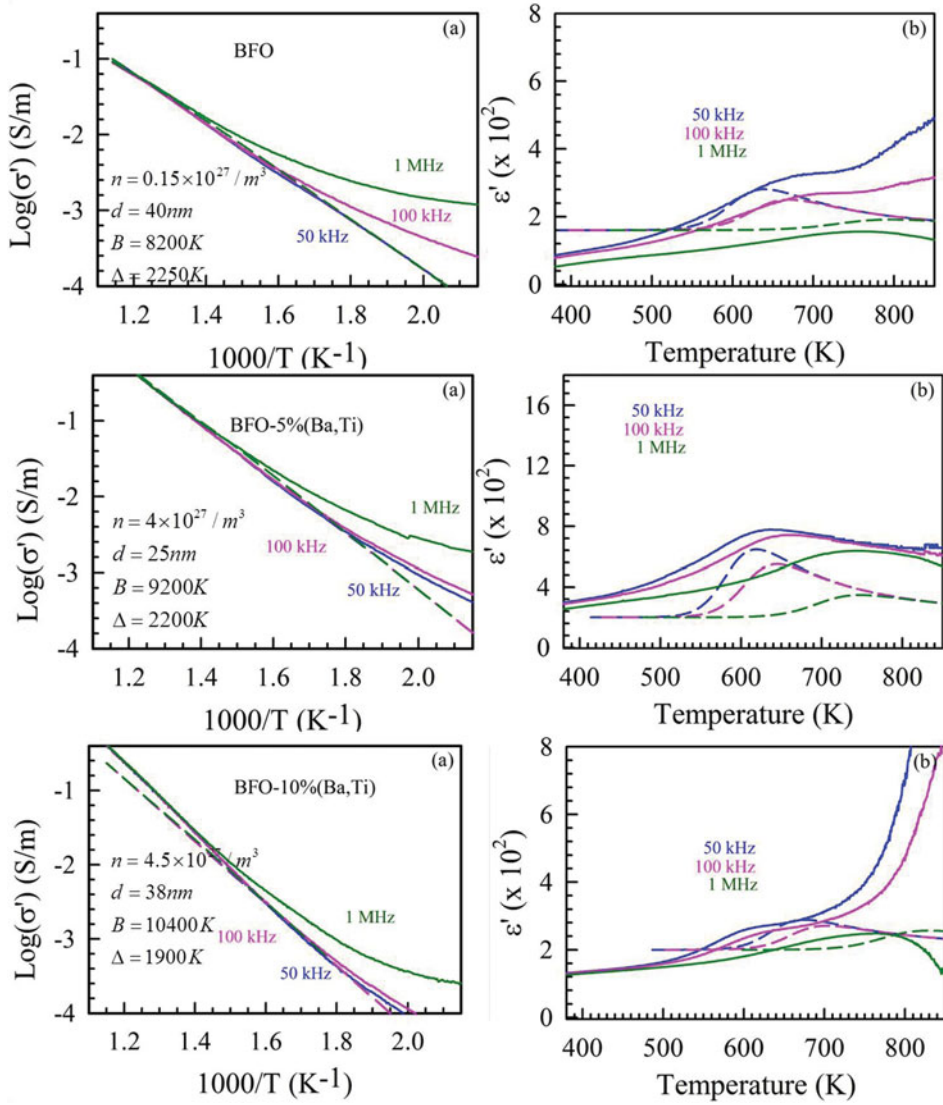 (a)
BFO
Log(σ') (S/m)
-1
-2
-3
-4
n = 0.15×10²⁷ / m³
d = 40nm
B = 8200K
Δ = 2250K
1 MHz
100 kHz
50 kHz
1.2 1.4 1.6 1.8 2.0
1000/T (K⁻¹)
(b)
ε' (x 10²)
8
6
4
2
0
50 kHz
100 kHz
1 MHz
400 500 600 700 800
Temperature (K)
(a)
BFO-5%(Ba,Ti)
Log(σ') (S/m)
-1
-2
-3
-4
n = 4×10²⁷ / m³
d = 25nm
B = 9200K
Δ = 2200K
1 MHz
100 kHz
50 kHz
1.2 1.4 1.6 1.8 2.0
1000/T (K⁻¹)
(b)
ε' (x 10²)
16
12
8
4
0
50 kHz
100 kHz
1 MHz
400 500 600 700 800
Temperature (K)
(a)
BFO-10%(Ba,Ti)
Log(σ') (S/m)
-1
-2
-3
-4
n = 4.5×10 / m³
d = 38nm
B = 10400K
Δ = 1900K
1 MHz
100 kHz
50 kHz
1.2 1.4 1.6 1.8 2.0
1000/T (K⁻¹)
(b)
ε' (x 10²)
8
6
4
2
0
50 kHz
100 kHz
1 MHz
400 500 600 700 800
Temperature (K)